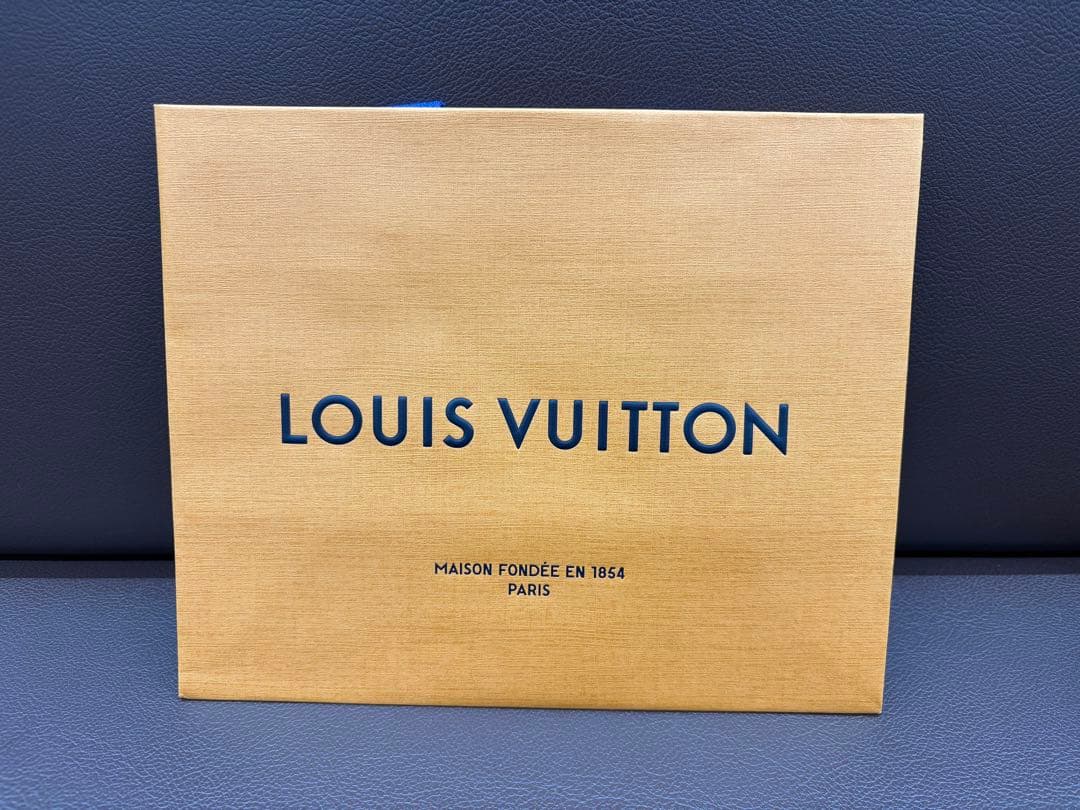 LOUIS VUITTON
MAISON FONDÉE EN 1854
PARIS